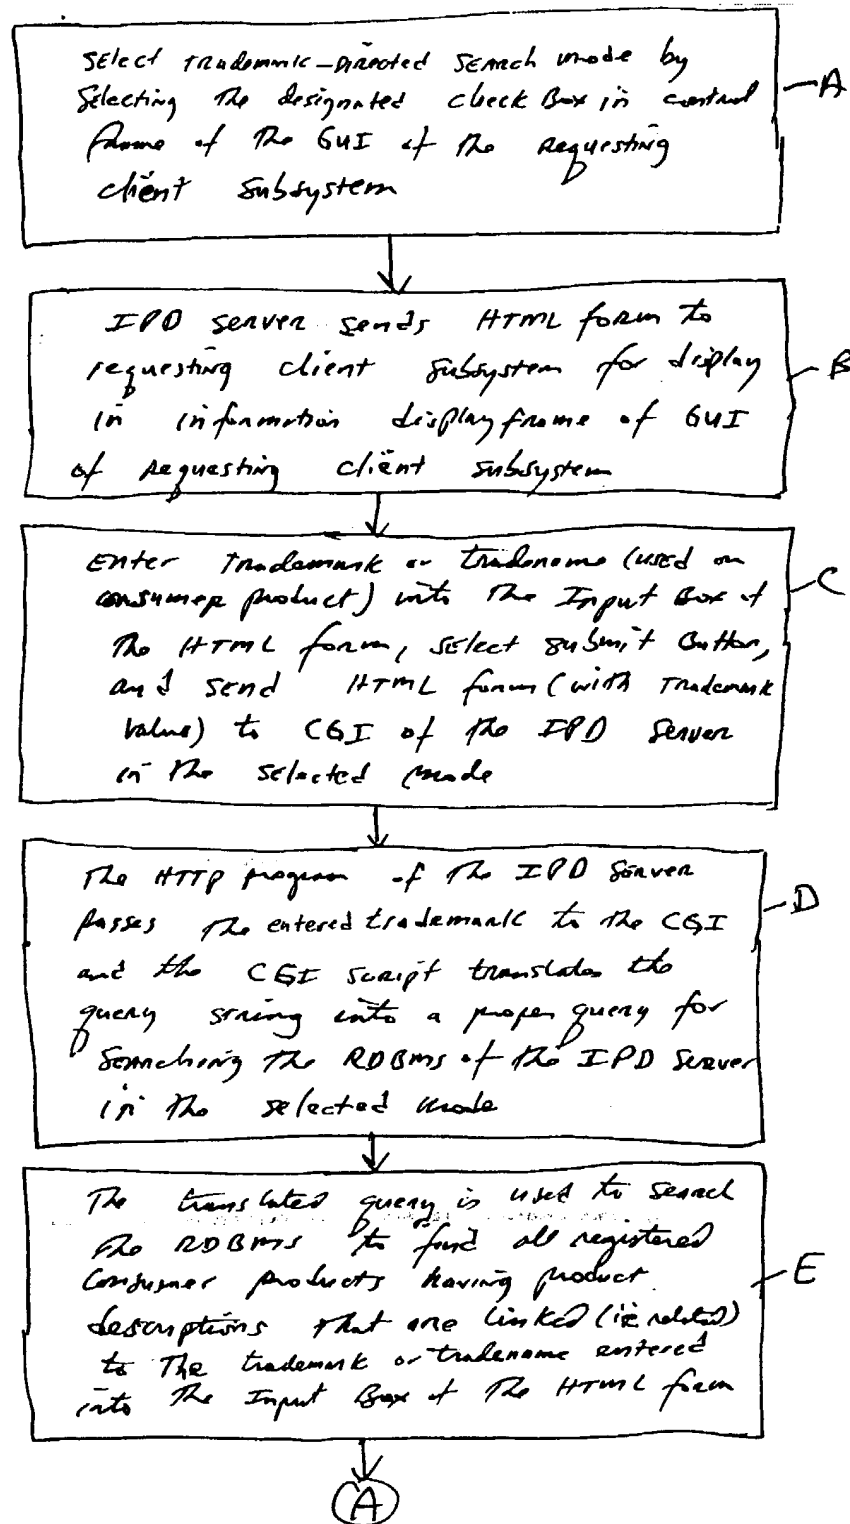 Select Trademark-Directed Search mode by
Selecting the designated check Box in control
frame of the GUI of the Requesting
client Subsystem
A
IPD Server sends HTML form to
requesting client Subsystem for display
in information display frame of GUI
of Requesting client Subsystem
B
Enter Trademark or tradename (used on
consumer product) into the Input Box of
the HTML form, select submit Button,
and send HTML form (with Trademark
Value) to CGI of the IPD Server
in the selected mode
C
The HTTP program of the IPD Server
passes the entered trademark to the CGI
and the CGI script translates the
query string into a proper query for
Searching the RDBMS of the IPD Server
in the selected mode
D
The translated query is used to Search
the RDBMS to find all registered
Consumer products having product
descriptions that are linked (ie related)
to the trademark or tradename entered
into the Input Box of the HTML form
E
A